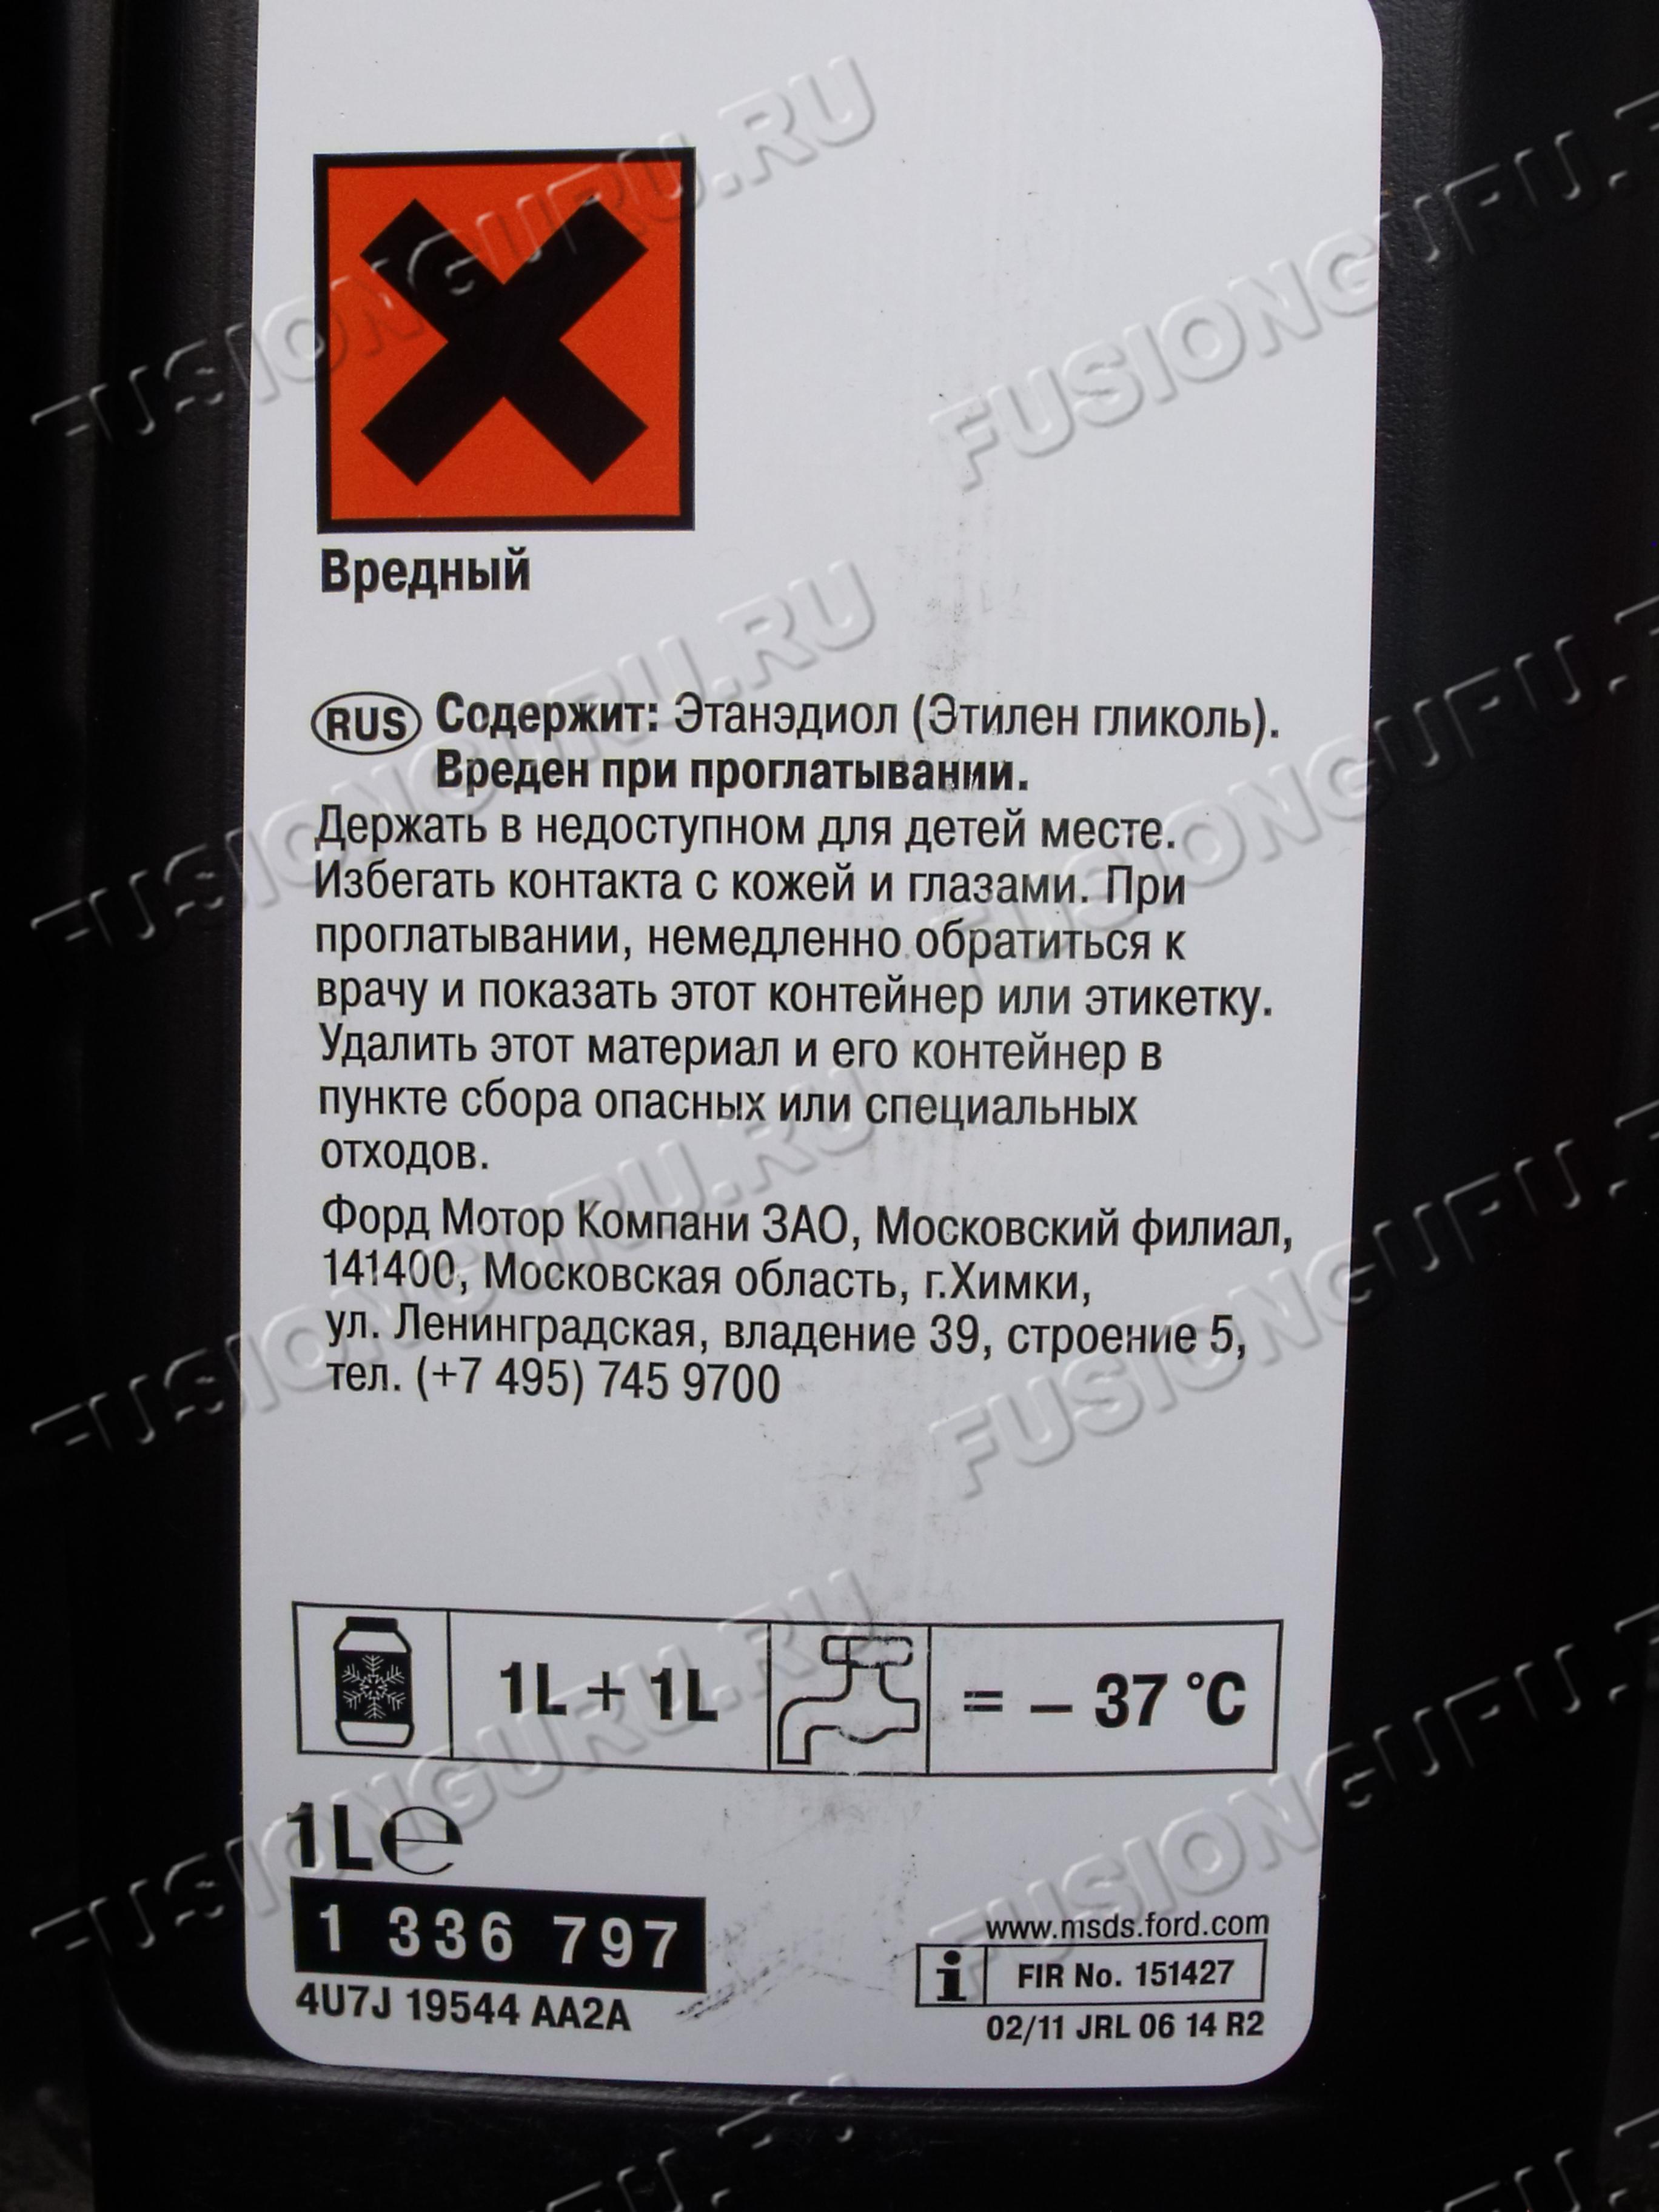 Вредный
RUS Содержит: Этанэдиол (Этилен гликоль).
Вреден при проглатывании.
Держать в недоступном для детей месте.
Избегать контакта с кожей и глазами. При
проглатывании, немедленно обратиться к
врачу и показать этот контейнер или этикетку.
Удалить этот материал и его контейнер в
пункте сбора опасных или специальных
отходов.
Форд Мотор Компани ЗАО, Московский филиал,
141400, Московская область, г.Химки,
ул. Ленинградская, владение 39, строение 5,
тел. (+7 495) 745 9700
1L + 1L = – 37 °C
1L℮
1 336 797
4U7J 19544 AA2A
www.msds.ford.com
i FIR No. 151427
02/11 JRL 06 14 R2
FUSIONGURU.RU